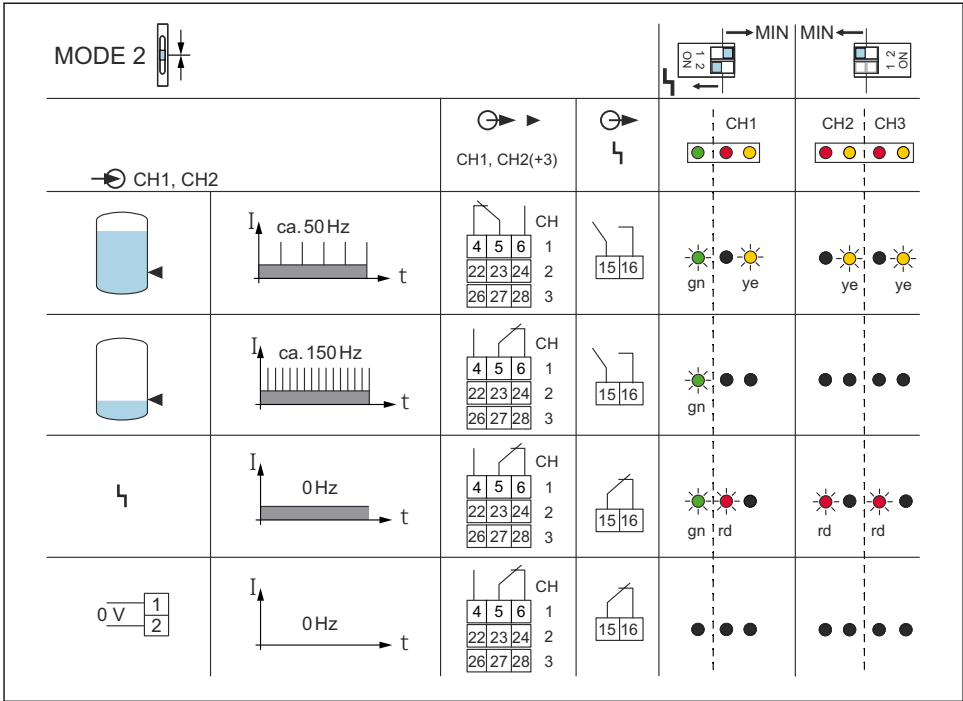 MODE 2
MIN MIN
ON 1 2
1 2 ON
CH1, CH2
CH1, CH2(+3)
CH1
CH2 CH3
I ca. 50 Hz t
CH
4 5 6 1
22 23 24 2
26 27 28 3
15 16
gn ye
ye ye
I ca. 150 Hz t
CH
4 5 6 1
22 23 24 2
26 27 28 3
15 16
gn
I 0 Hz t
CH
4 5 6 1
22 23 24 2
26 27 28 3
15 16
gn rd
rd rd
0 V 1
2
I 0 Hz t
CH
4 5 6 1
22 23 24 2
26 27 28 3
15 16